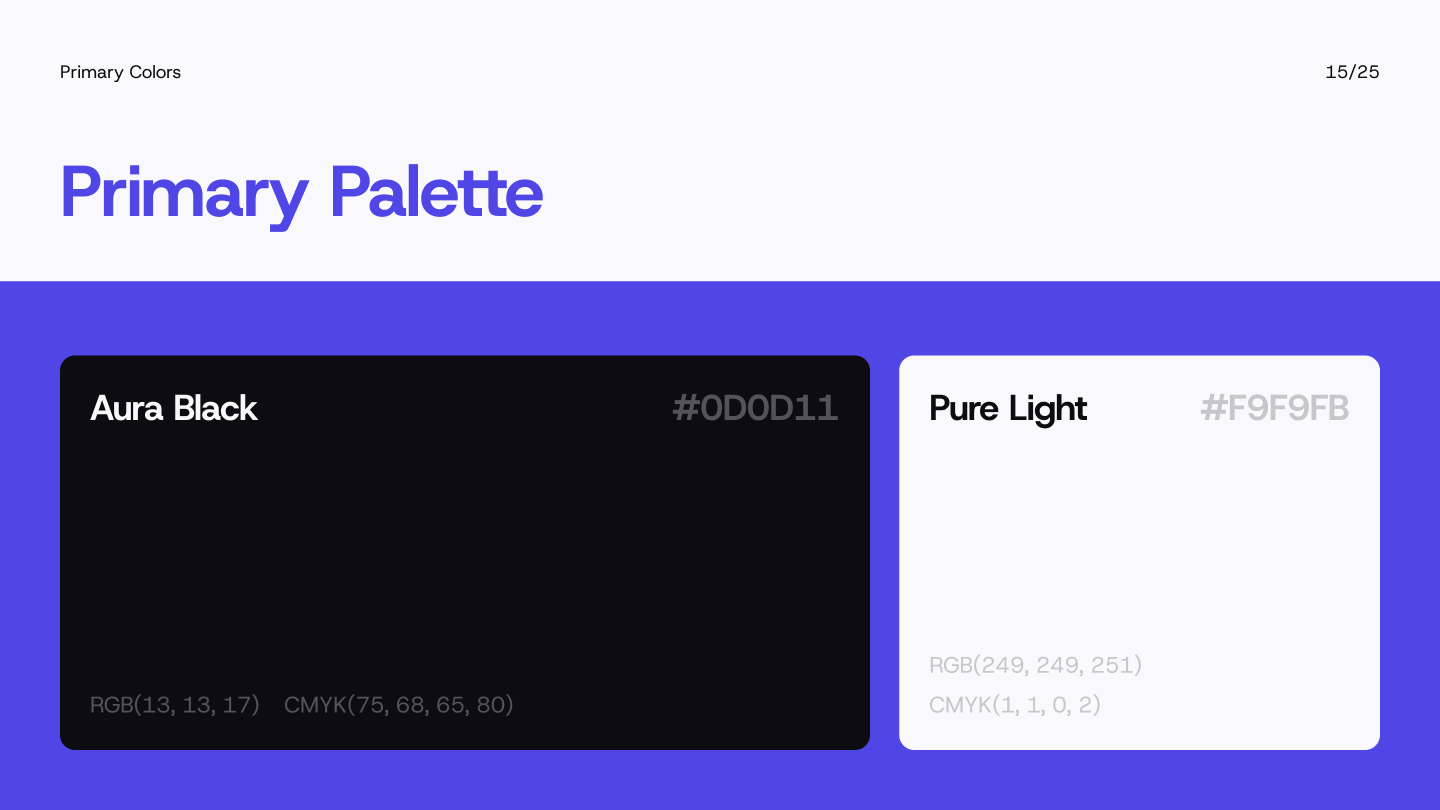 Primary Colors
15/25
Primary Palette
Aura Black
#0D0D11
RGB(13, 13, 17)
CMYK(75, 68, 65, 80)
Pure Light
#F9F9FB
RGB(249, 249, 251)
CMYK(1, 1, 0, 2)